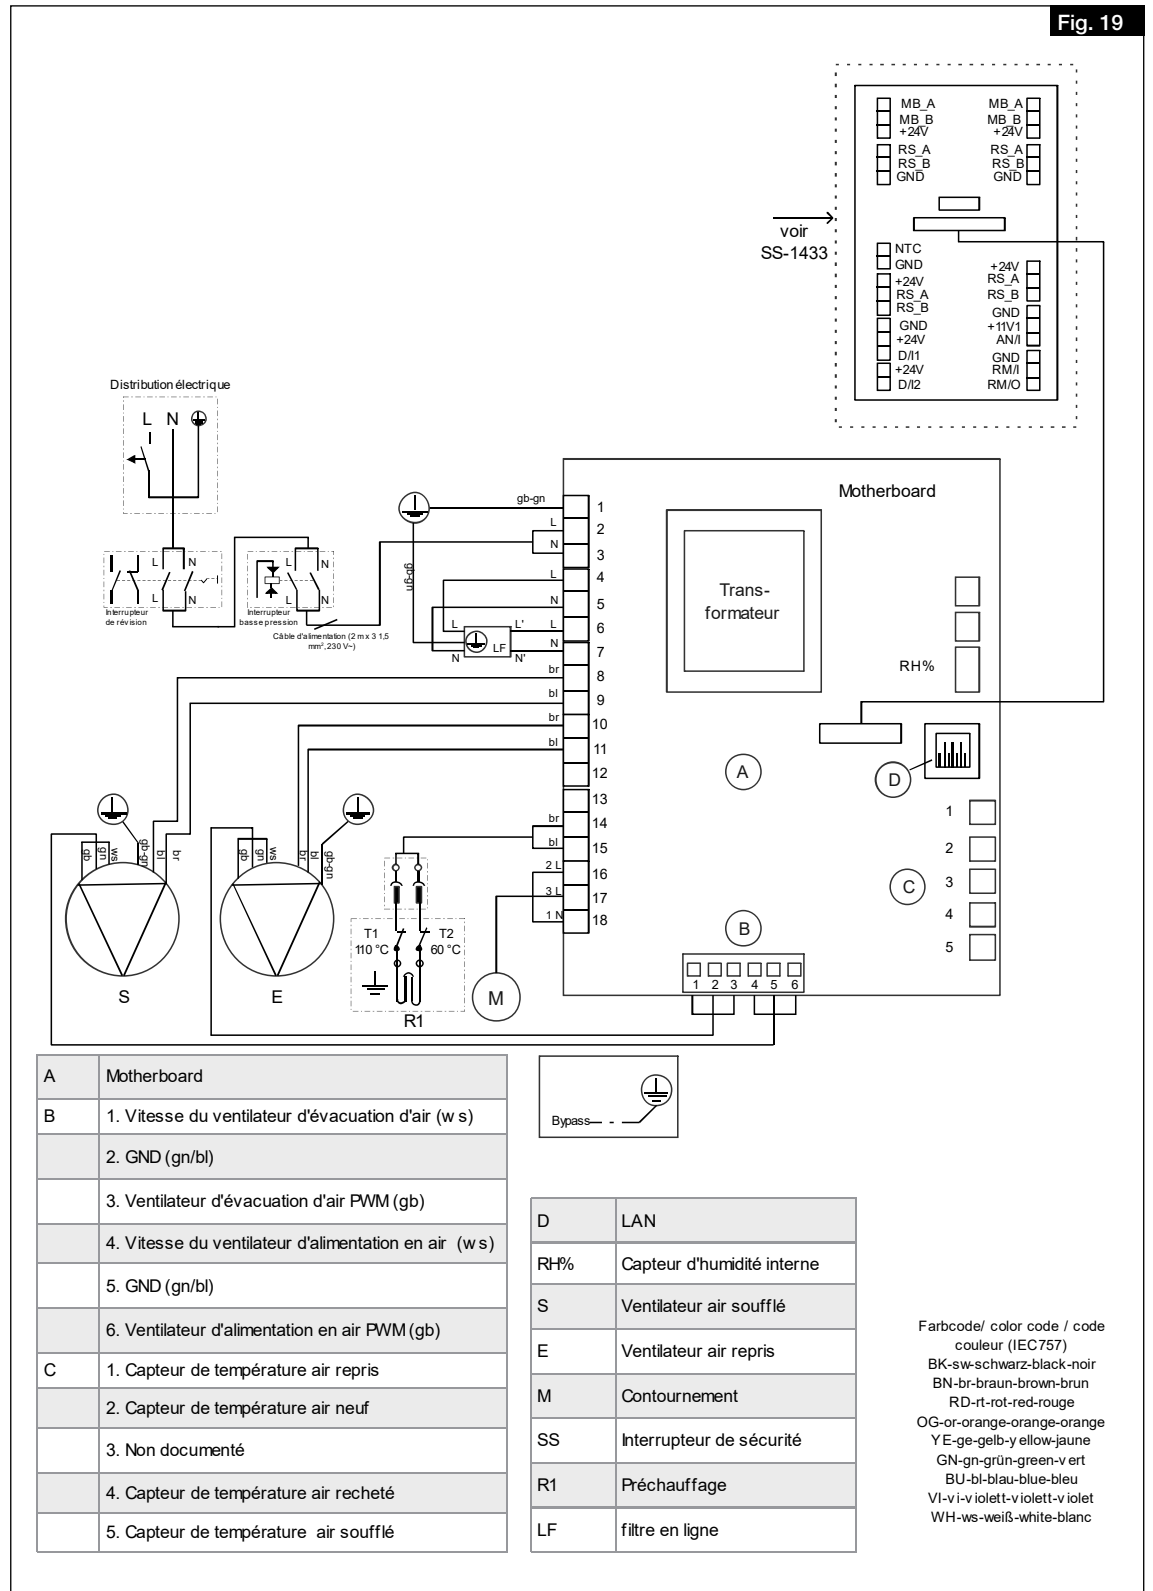 Fig. 19
MB_A
MB_B
+24V
RS_A
RS_B
GND
MB_A
MB_B
+24V
RS_A
RS_B
GND
voir
SS-1433
NTC
GND
+24V
RS_A
RS_B
GND
+24V
D/I1
+24V
D/I2
+24V
RS_A
RS_B
GND
+11V1
AN/I
GND
RM/I
RM/O
Distribution électrique
L N
L N
L N
Interrupteur
de révision
L N
L N
Interrupteur
basse pression
Câble d'alimentation (2 m x 3 1,5
mm², 230 V~)
gb-gn
gb-gn
L
N
L
N
L
N
L
N
L'
N'
LF
br
bl
br
bl
br
bl
2 L
3 L
1 N
1
2
3
4
5
6
7
8
9
10
11
12
13
14
15
16
17
18
Motherboard
Trans-
formateur
RH%
A
D
C
1
2
3
4
5
B
1 2 3 4 5 6
gb
gn
ws
gb-gn
bl
br
S
gb
gn
ws
br
bl
gb-gn
E
T1
110 °C
T2
60 °C
R1
M
Bypass
A Motherboard
B 1. Vitesse du ventilateur d'évacuation d'air (ws)
2. GND (gn/bl)
3. Ventilateur d'évacuation d'air PWM (gb)
4. Vitesse du ventilateur d'alimentation en air (ws)
5. GND (gn/bl)
6. Ventilateur d'alimentation en air PWM (gb)
C 1. Capteur de température air repris
2. Capteur de température air neuf
3. Non documenté
4. Capteur de température air recheté
5. Capteur de température air soufflé
D LAN
RH% Capteur d'humidité interne
S Ventilateur air soufflé
E Ventilateur air repris
M Contournement
SS Interrupteur de sécurité
R1 Préchauffage
LF filtre en ligne
Farbcode/ color code / code
couleur (IEC757)
BK-sw-schwarz-black-noir
BN-br-braun-brown-brun
RD-rt-rot-red-rouge
OG-or-orange-orange-orange
YE-ge-gelb-yellow-jaune
GN-gn-grün-green-vert
BU-bl-blau-blue-bleu
VI-vi-violett-violett-violet
WH-ws-weiß-white-blanc